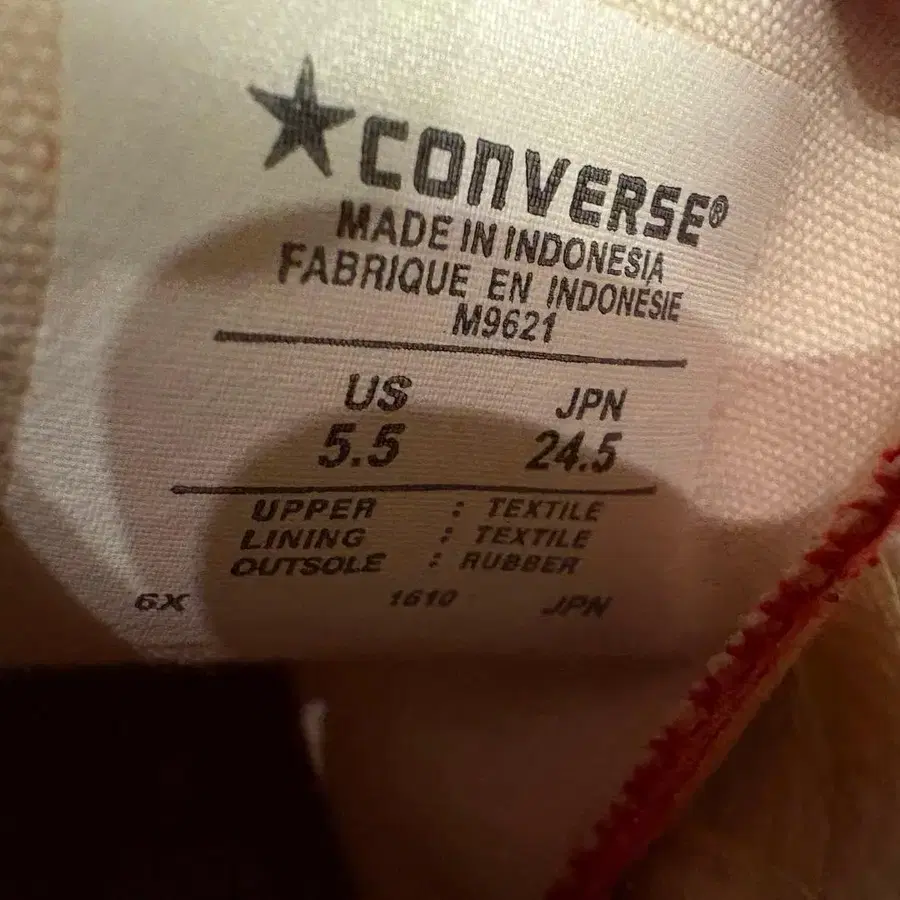 CONVERSE®
MADE IN INDONESIA
FABRIQUE EN INDONÉSIE
M9621
US JPN
5.5 24.5
UPPER : TEXTILE
LINING : TEXTILE
OUTSOLE : RUBBER
6X 1610 JPN